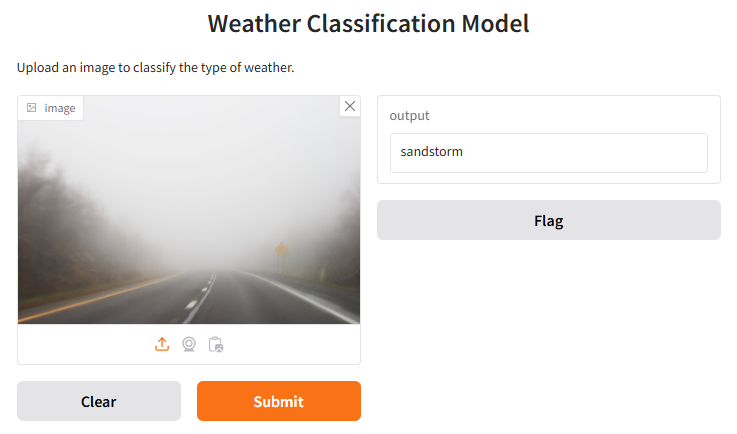 Weather Classification Model
Upload an image to classify the type of weather.
image
output
sandstorm
Flag
Clear
Submit